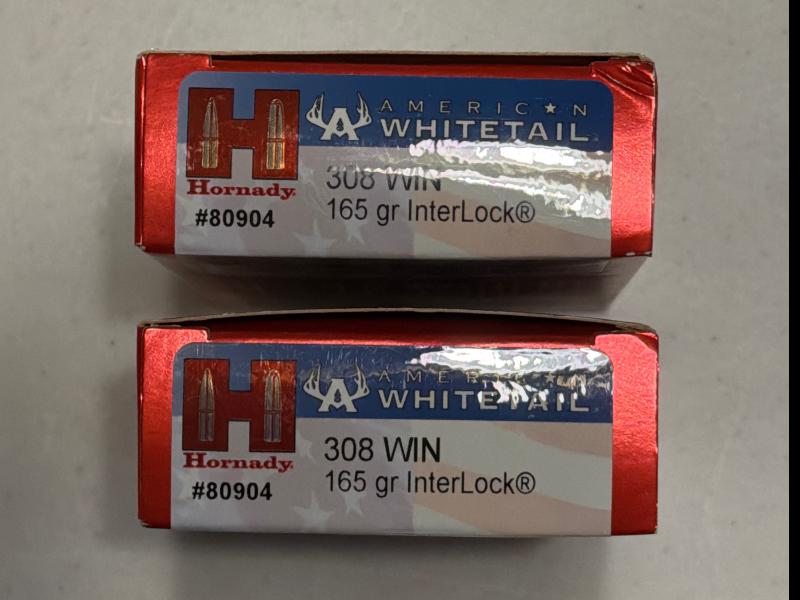 H
AMERICAN
WHITETAIL
Hornady
308 WIN
#80904
165 gr InterLock®
H
AMERICAN
WHITETAIL
Hornady
308 WIN
#80904
165 gr InterLock®